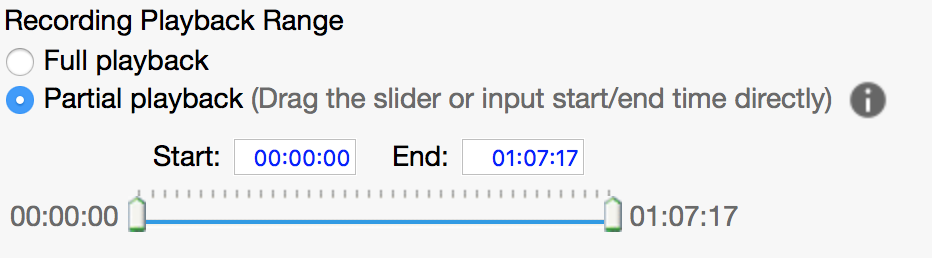 Recording Playback Range
Full playback
Partial playback (Drag the slider or input start/end time directly)
Start: 00:00:00 End: 01:07:17
00:00:00 01:07:17